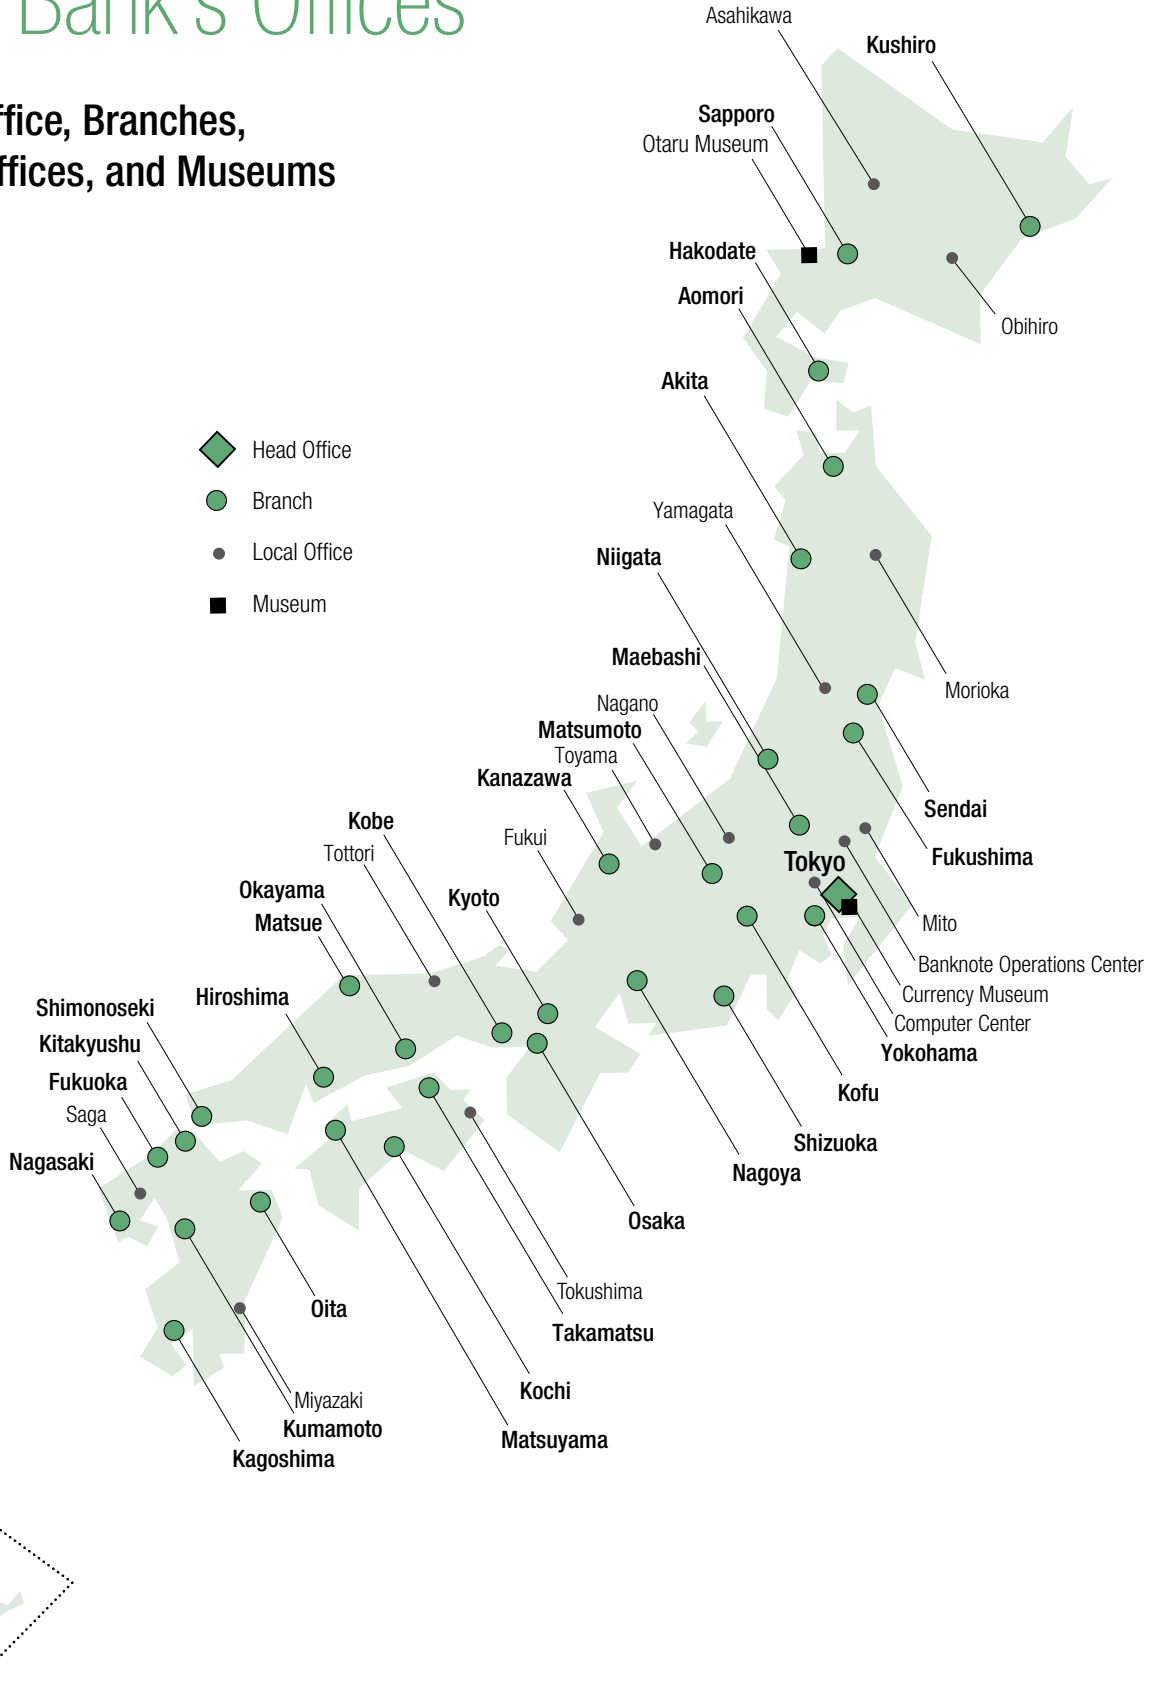 Bank's Offices
ffice, Branches,
ffices, and Museums
Asahikawa
Kushiro
Sapporo
Otaru Museum
Hakodate
Aomori
Obihiro
Akita
Head Office
Branch
Local Office
Museum
Yamagata
Niigata
Maebashi
Morioka
Nagano
Matsumoto
Toyama
Kanazawa
Sendai
Kobe
Fukui
Tottori
Fukushima
Tokyo
Okayama
Kyoto
Matsue
Mito
Banknote Operations Center
Currency Museum
Hiroshima
Shimonoseki
Computer Center
Kitakyushu
Yokohama
Fukuoka
Kofu
Saga
Shizuoka
Nagasaki
Nagoya
Osaka
Tokushima
Oita
Takamatsu
Kochi
Miyazaki
Kumamoto
Matsuyama
Kagoshima